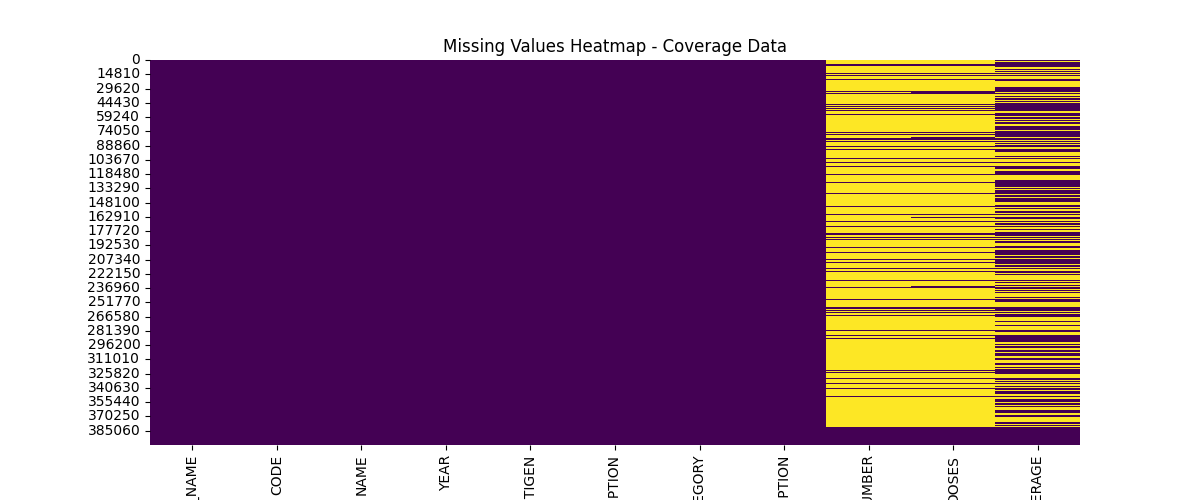 Missing Values Heatmap - Coverage Data
0
14810
29620
44430
59240
74050
88860
103670
118480
133290
148100
162910
177720
192530
207340
222150
236960
251770
266580
281390
296200
311010
325820
340630
355440
370250
385060
_NAME
CODE
NAME
YEAR
TIGEN
PTION
EGORY
PTION
UMBER
DOSES
ERAGE